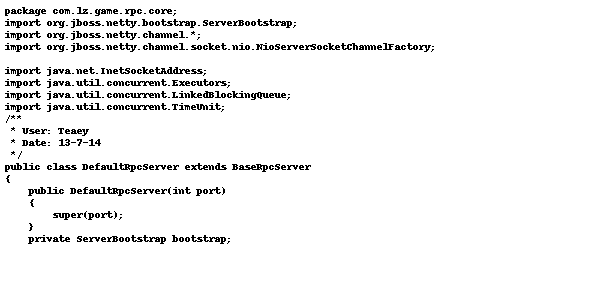 package com.lz.game.rpc.core;
import org.jboss.netty.bootstrap.ServerBootstrap;
import org.jboss.netty.channel.*;
import org.jboss.netty.channel.socket.nio.NioServerSocketChannelFactory;

import java.net.InetSocketAddress;
import java.util.concurrent.Executors;
import java.util.concurrent.LinkedBlockingQueue;
import java.util.concurrent.TimeUnit;
/**
 * User: Teaey
 * Date: 13-7-14
 */
public class DefaultRpcServer extends BaseRpcServer
{
    public DefaultRpcServer(int port)
    {
        super(port);
    }
    private ServerBootstrap bootstrap;